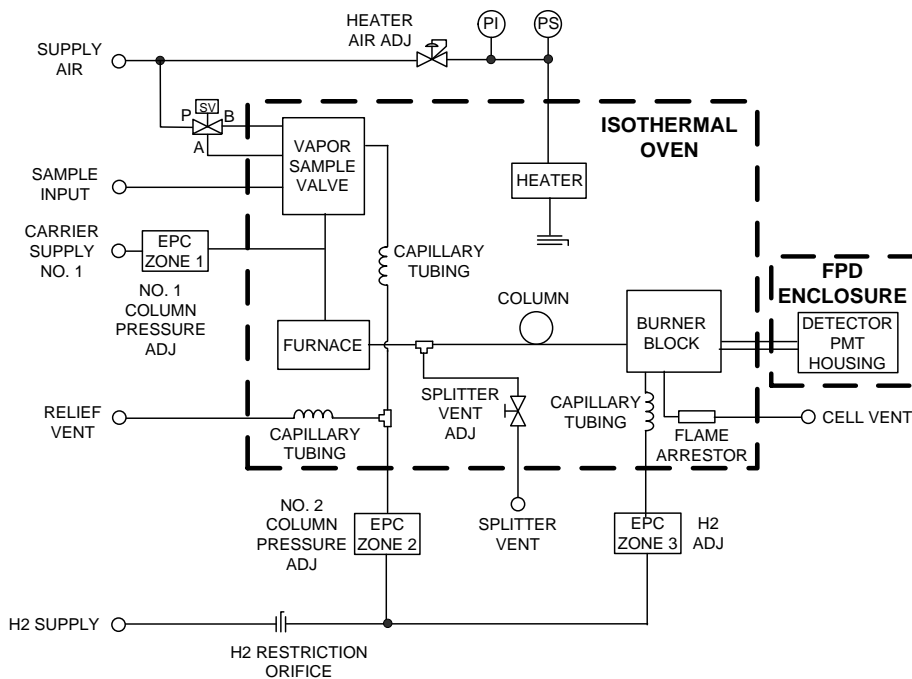 HEATER
AIR ADJ
PI
PS
SUPPLY
AIR
SV
P
B
A
ISOTHERMAL
OVEN
VAPOR
SAMPLE
VALVE
HEATER
SAMPLE
INPUT
CARRIER
SUPPLY
NO. 1
EPC
ZONE 1
NO. 1
COLUMN
PRESSURE
ADJ
CAPILLARY
TUBING
COLUMN
FPD
ENCLOSURE
FURNACE
BURNER
BLOCK
DETECTOR
PMT
HOUSING
RELIEF
VENT
CAPILLARY
TUBING
SPLITTER
VENT
ADJ
CAPILLARY
TUBING
FLAME
ARRESTOR
CELL VENT
NO. 2
COLUMN
PRESSURE
ADJ
EPC
ZONE 2
SPLITTER
VENT
EPC
ZONE 3
H2
ADJ
H2 SUPPLY
H2 RESTRICTION
ORIFICE